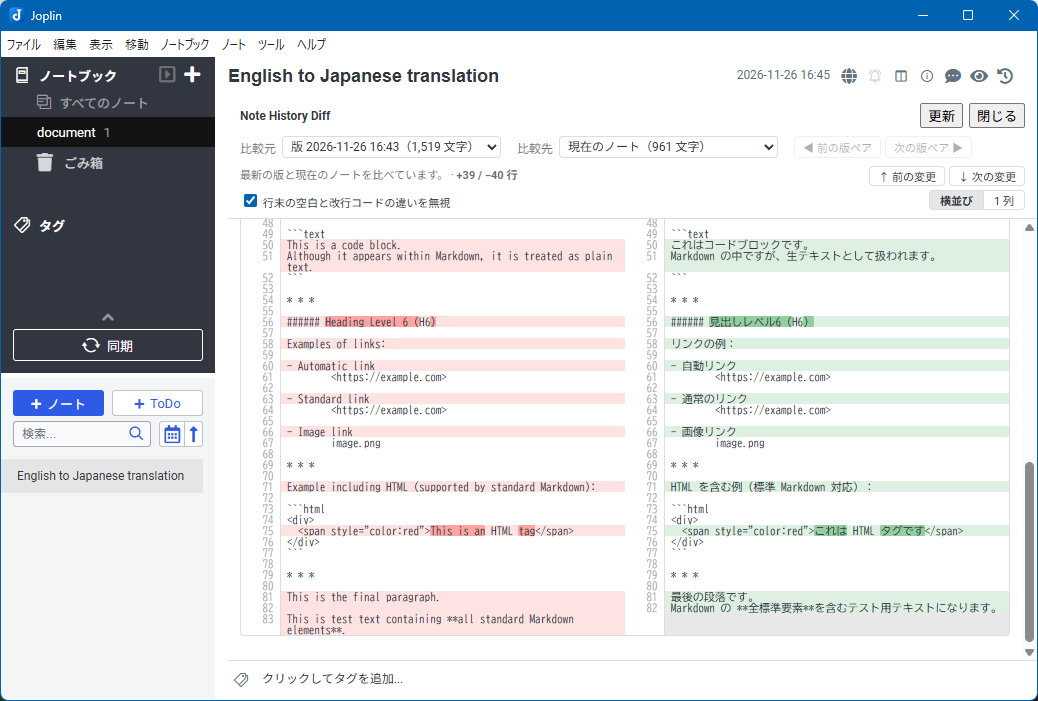 Joplin
ファイル 編集 表示 移動 ノートブック ノート ツール ヘルプ
ノートブック
すべてのノート
document 1
ごみ箱
タグ
同期
+ ノート
+ ToDo
検索...
English to Japanese translation
English to Japanese translation
2026-11-26 16:45
Note History Diff
更新 閉じる
比較元 版 2026-11-26 16:43（1,519 文字） 比較先 現在のノート（961 文字） ◀ 前の版ペア 次の版ペア ▶
最新の版と現在のノートを比べています。 · +39 / −40 行
↑ 前の変更 ↓ 次の変更
行末の空白と改行コードの違いを無視
横並び 1 列
48
49 ```text
50 This is a code block.
51 Although it appears within Markdown, it is treated as plain
text.
52 ```
53
54 * * *
55
56 ###### Heading Level 6 (H6)
57
58 Examples of links:
59
60 - Automatic link
61 <https://example.com>
62
63 - Standard link
64 <https://example.com>
65
66 - Image link
67 image.png
68
69 * * *
70
71 Example including HTML (supported by standard Markdown):
72
73 ```html
74 <div>
75 <span style="color:red">This is an HTML tag</span>
76 </div>
77 ```
78
79 * * *
80
81 This is the final paragraph.
82
83 This is test text containing **all standard Markdown
elements**.
48
49 ```text
50 これはコードブロックです。
51 Markdown の中ですが、生テキストとして扱われます。
52 ```
53
54 * * *
55
56 ###### 見出しレベル6（H6）
57
58 リンクの例：
59
60 - 自動リンク
61 <https://example.com>
62
63 - 通常のリンク
64 <https://example.com>
65
66 - 画像リンク
67 image.png
68
69 * * *
70
71 HTML を含む例（標準 Markdown 対応）：
72
73 ```html
74 <div>
75 <span style="color:red">これは HTML タグです</span>
76 </div>
77 ```
78
79 * * *
80
81 最後の段落です。
82 Markdown の **全標準要素**を含むテスト用テキストになります。
クリックしてタグを追加...